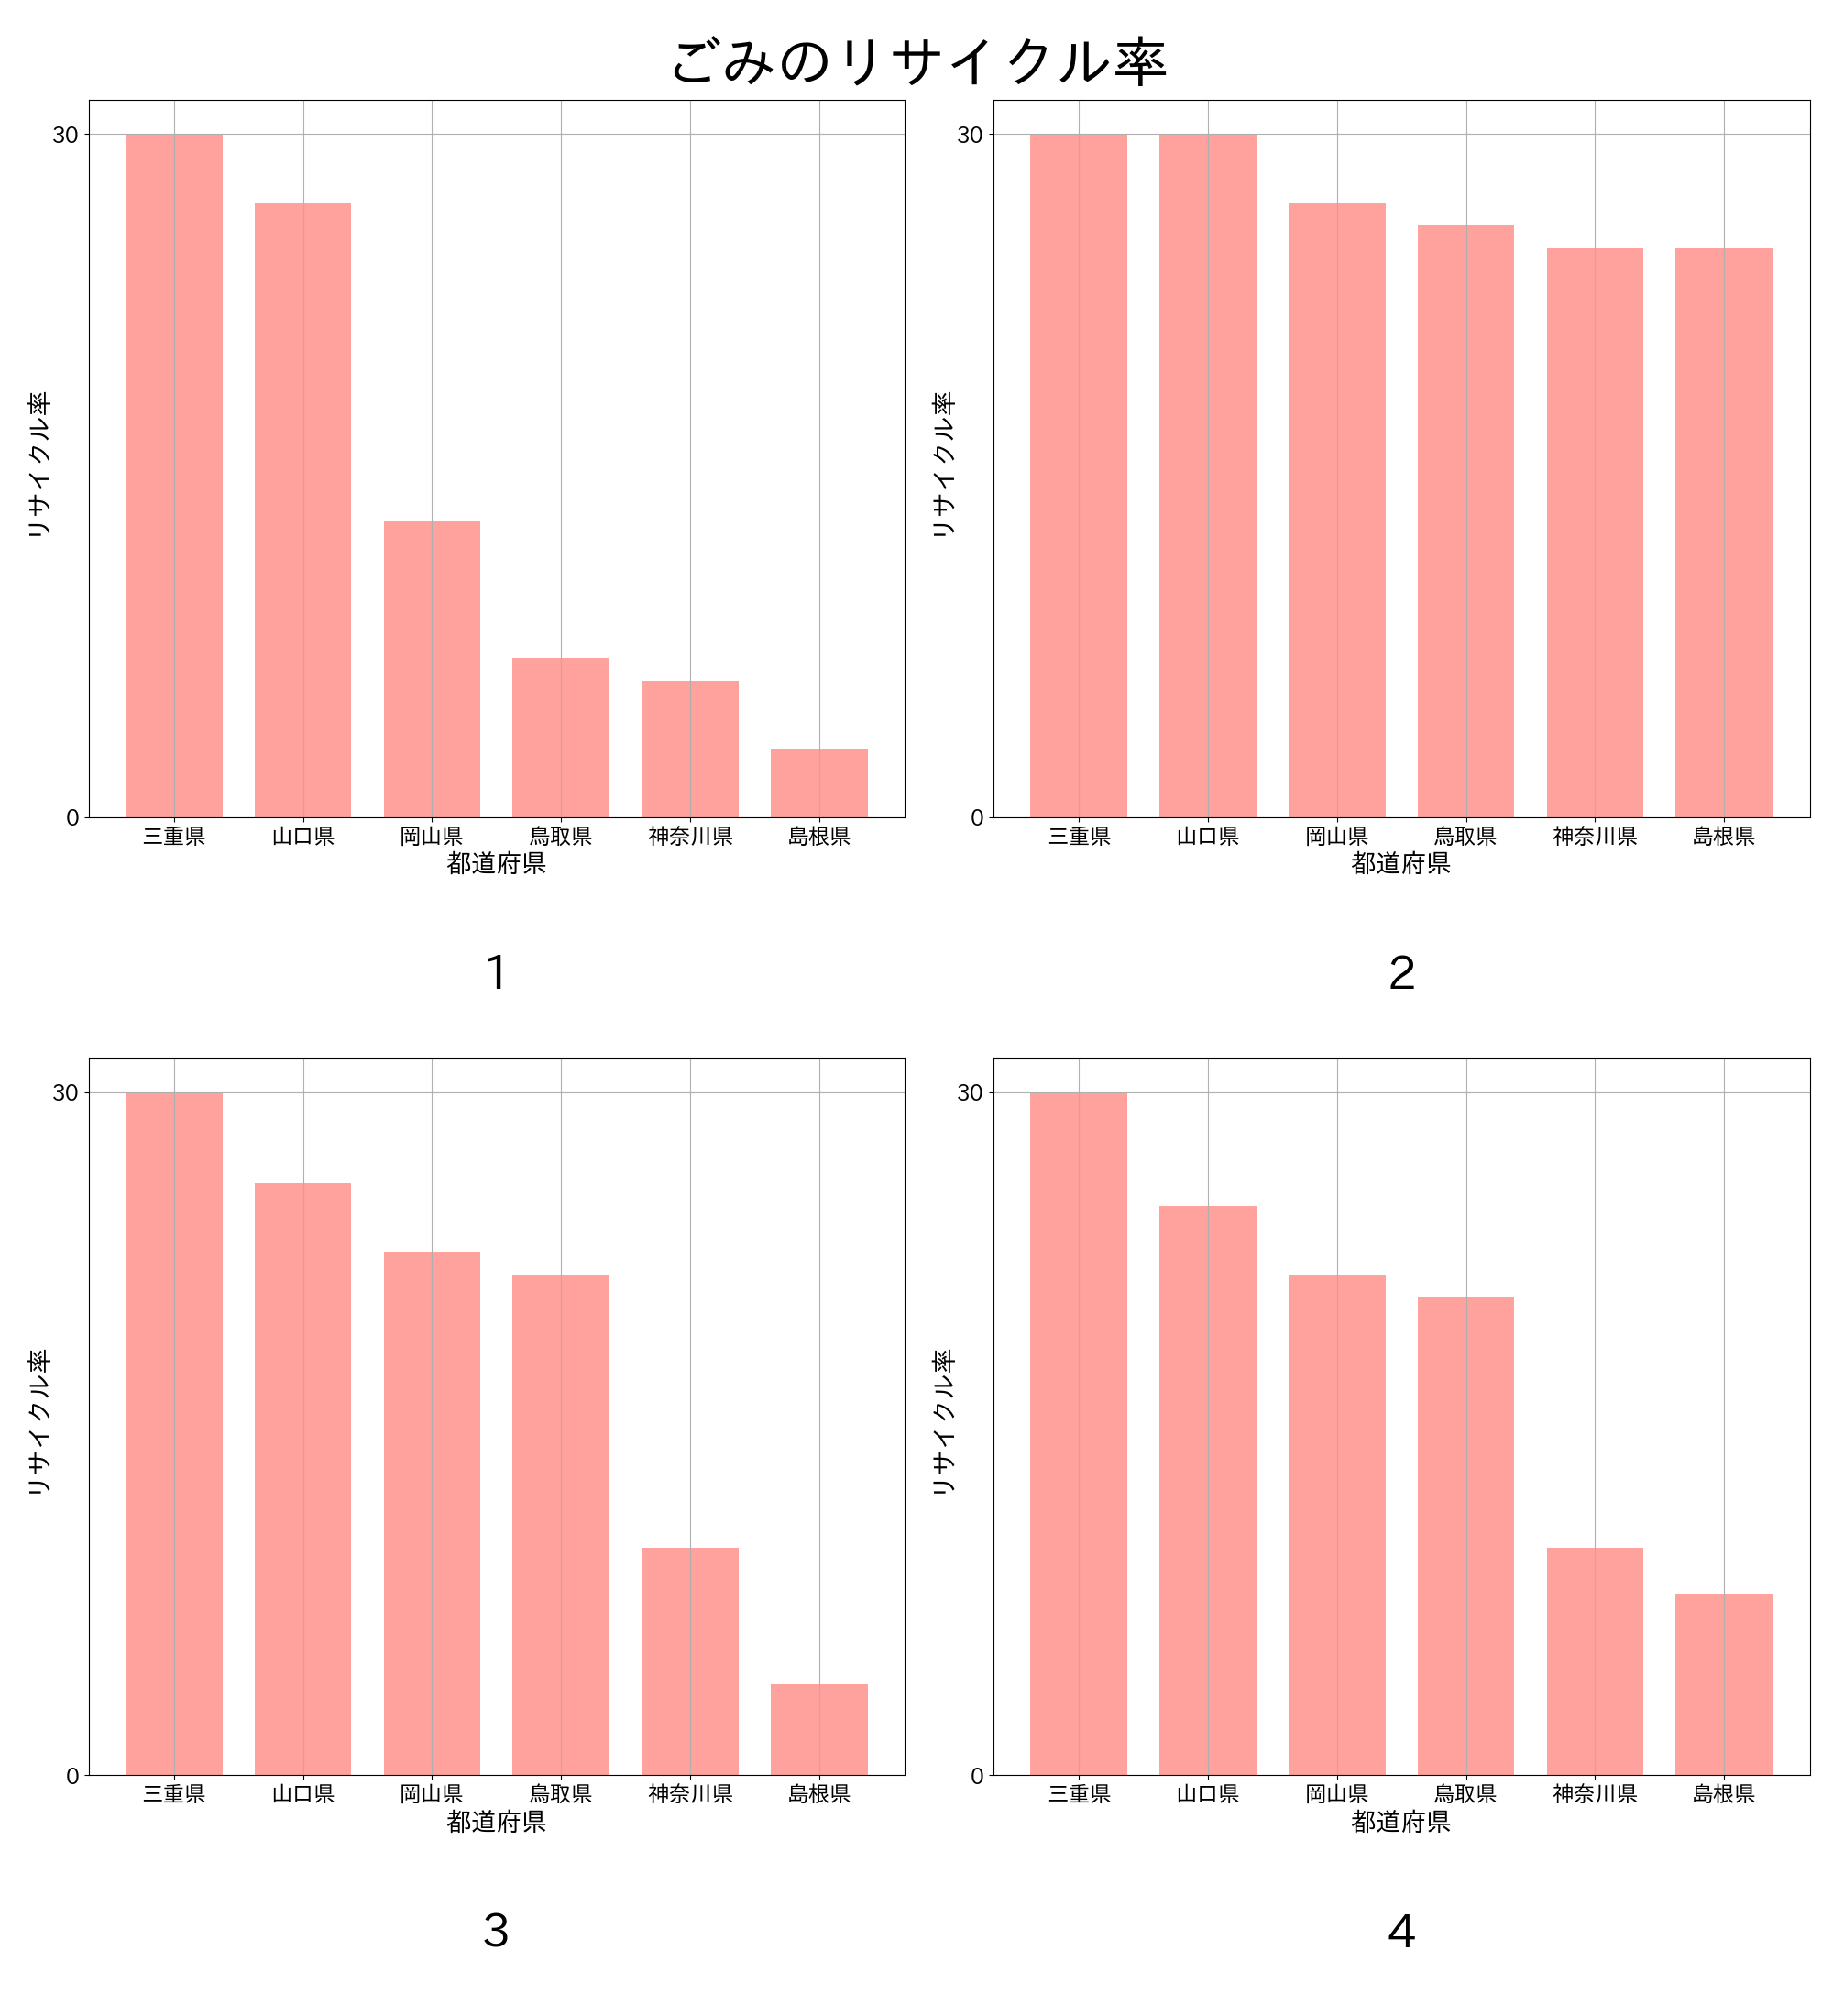 ごみのリサイクル率
30
0
リサイクル率
三重県 山口県 岡山県 鳥取県 神奈川県 島根県
都道府県
1
30
0
リサイクル率
三重県 山口県 岡山県 鳥取県 神奈川県 島根県
都道府県
2
30
0
リサイクル率
三重県 山口県 岡山県 鳥取県 神奈川県 島根県
都道府県
3
30
0
リサイクル率
三重県 山口県 岡山県 鳥取県 神奈川県 島根県
都道府県
4